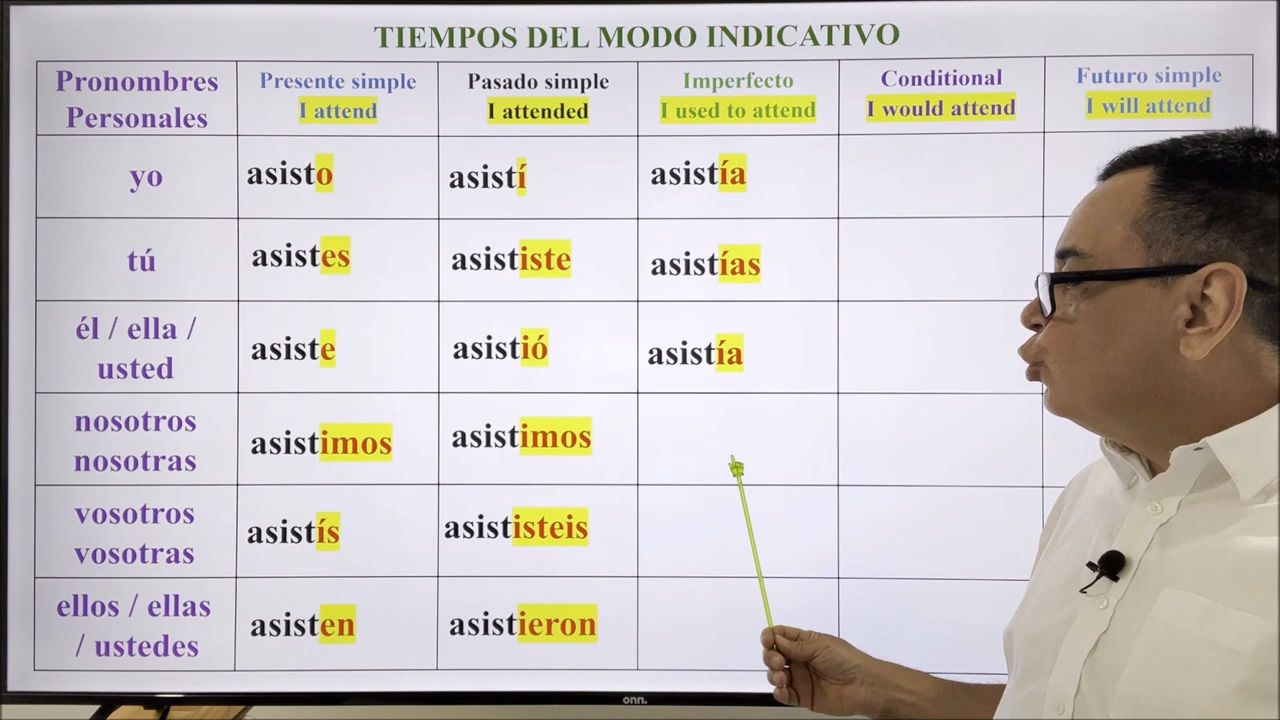 TIEMPOS DEL MODO INDICATIVO
Pronombres
Personales
Presente simple
I attend
Pasado simple
I attended
Imperfecto
I used to attend
Conditional
I would attend
Futuro simple
I will attend
yo
asisto
asistí
asistía
tú
asistes
asististe
asistías
él / ella /
usted
asiste
asistió
asistía
nosotros
nosotras
asistimos
asistimos
vosotros
vosotras
asistís
asististeis
ellos / ellas
/ ustedes
asisten
asistieron
onn.